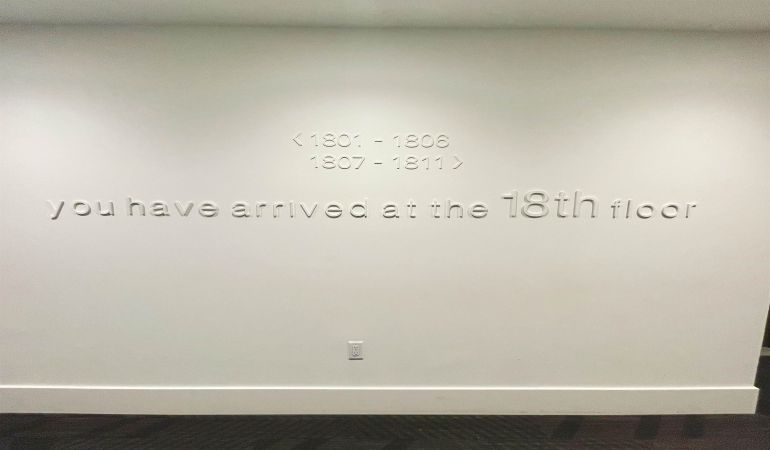 < 1801 - 1806
1807 - 1811 >
you have arrived at the 18th floor